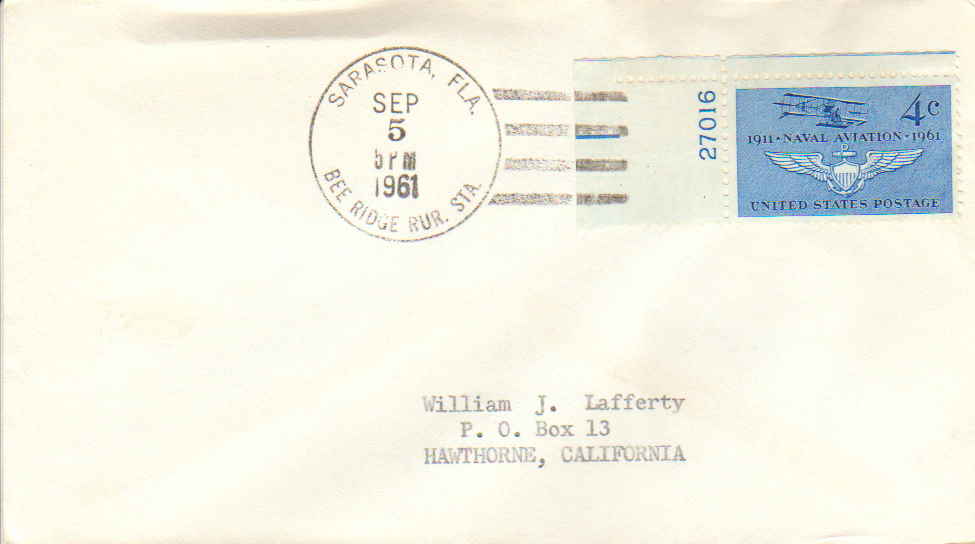 SARASOTA, FLA.
SEP
5
5 PM
1961
BEE RIDGE RUR. STA.
27016
4c
1911 • NAVAL AVIATION • 1961
UNITED STATES POSTAGE
William J. Lafferty
P. O. Box 13
HAWTHORNE, CALIFORNIA